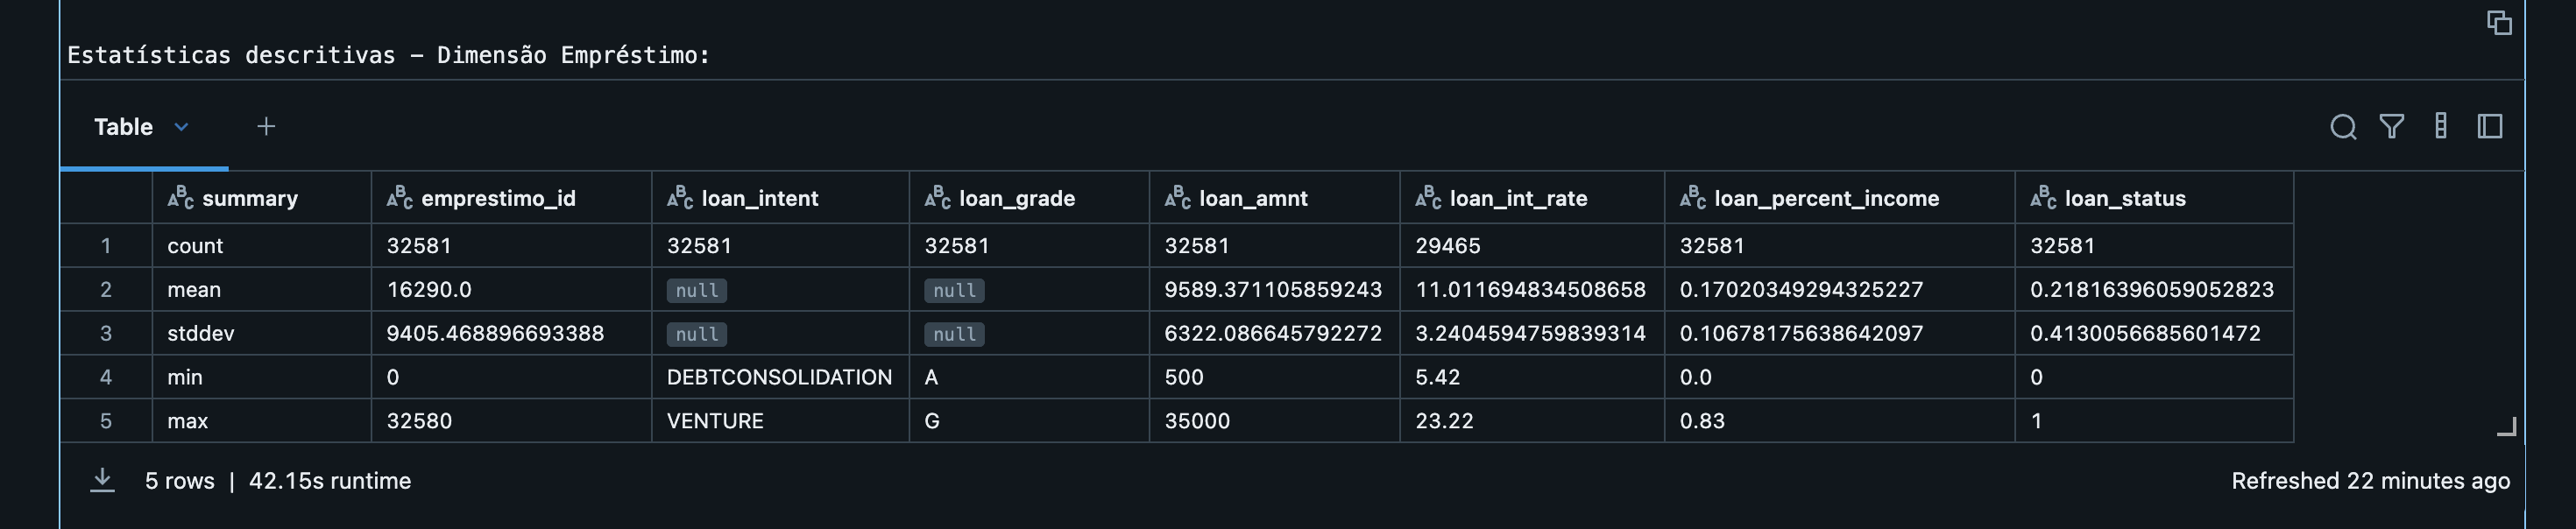 Estatísticas descritivas – Dimensão Empréstimo:
Table
summary emprestimo_id loan_intent loan_grade loan_amnt loan_int_rate loan_percent_income loan_status
1 count 32581 32581 32581 32581 29465 32581 32581
2 mean 16290.0 null null 9589.371105859243 11.011694834508658 0.17020349294325227 0.21816396059052823
3 stddev 9405.468896693388 null null 6322.086645792272 3.2404594759839314 0.10678175638642097 0.4130056685601472
4 min 0 DEBTCONSOLIDATION A 500 5.42 0.0 0
5 max 32580 VENTURE G 35000 23.22 0.83 1
5 rows | 42.15s runtime Refreshed 22 minutes ago